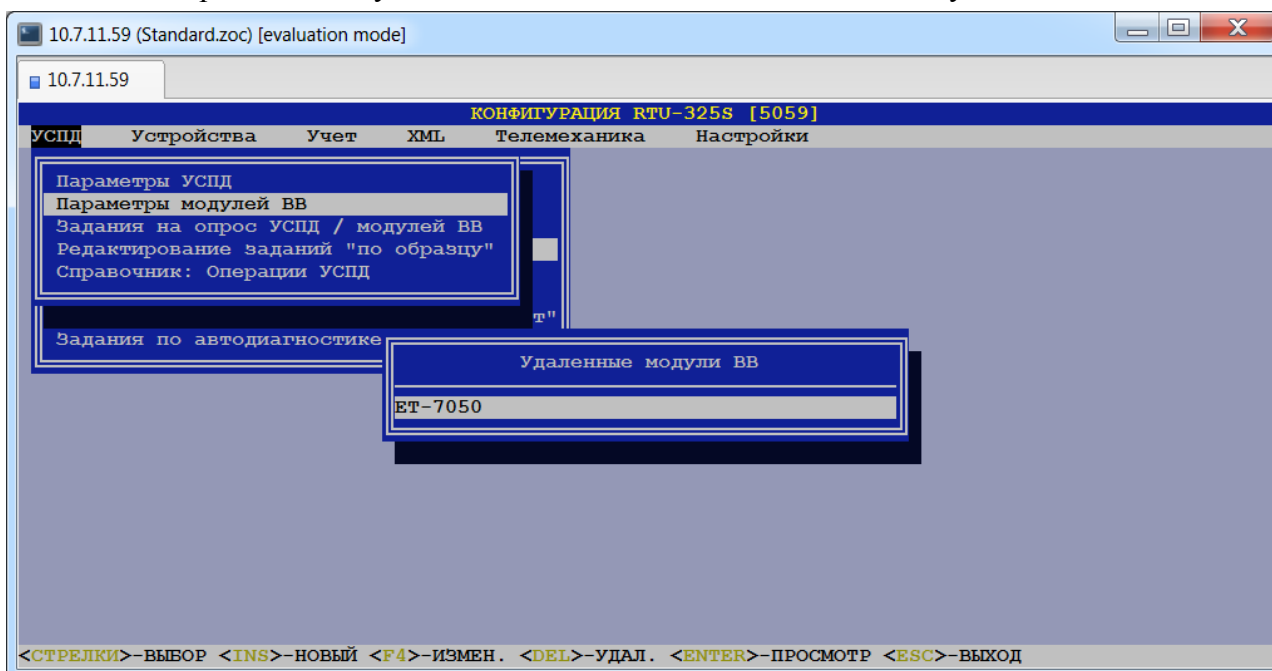 10.7.11.59 (Standard.zoc) [evaluation mode]
10.7.11.59
КОНФИГУРАЦИЯ RTU-325S [5059]
УСПД Устройства Учет XML Телемеханика Настройки
Параметры УСПД
Параметры модулей ВВ
Задания на опрос УСПД / модулей ВВ
Редактирование заданий "по образцу"
Справочник: Операции УСПД
т"
Задания по автодиагностике
Удаленные модули ВВ
ET-7050
<СТРЕЛКИ>-ВЫБОР <INS>-НОВЫЙ <F4>-ИЗМЕН. <DEL>-УДАЛ. <ENTER>-ПРОСМОТР <ESC>-ВЫХОД